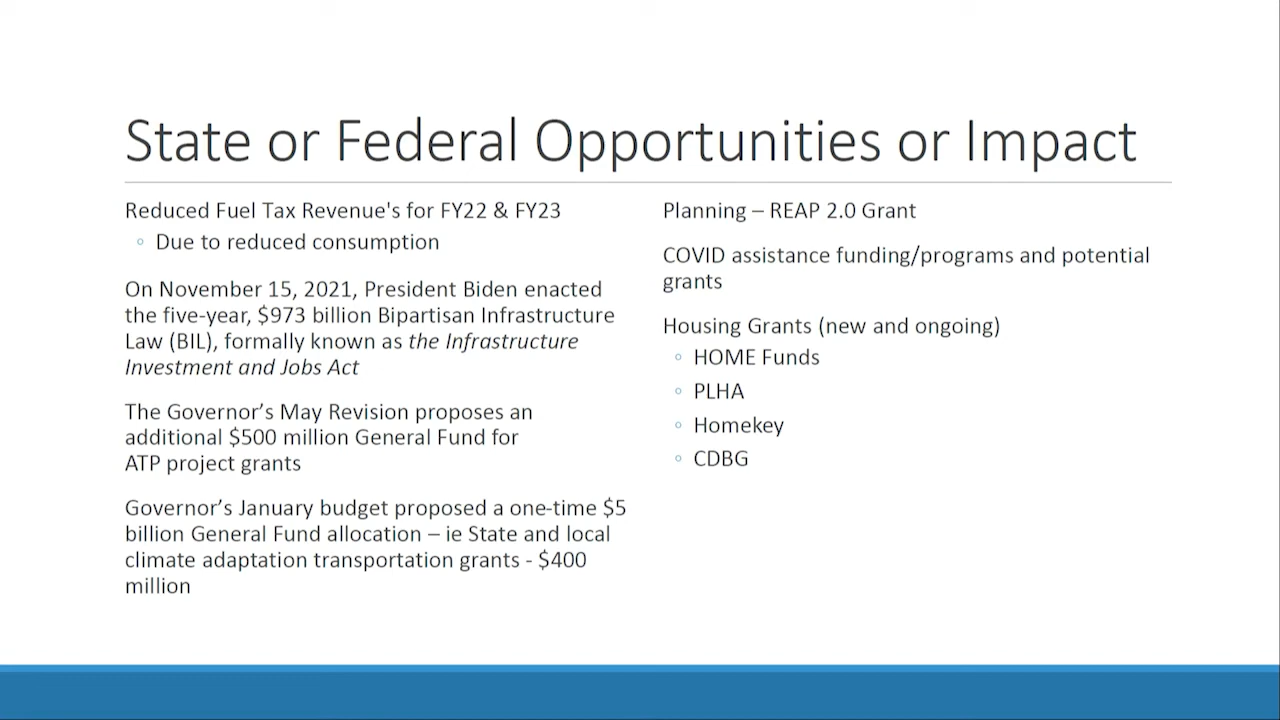 State or Federal Opportunities or Impact
Reduced Fuel Tax Revenue's for FY22 & FY23
◦ Due to reduced consumption
On November 15, 2021, President Biden enacted
the five-year, $973 billion Bipartisan Infrastructure
Law (BIL), formally known as the Infrastructure
Investment and Jobs Act
The Governor’s May Revision proposes an
additional $500 million General Fund for
ATP project grants
Governor’s January budget proposed a one-time $5
billion General Fund allocation – ie State and local
climate adaptation transportation grants - $400
million
Planning – REAP 2.0 Grant
COVID assistance funding/programs and potential
grants
Housing Grants (new and ongoing)
◦ HOME Funds
◦ PLHA
◦ Homekey
◦ CDBG